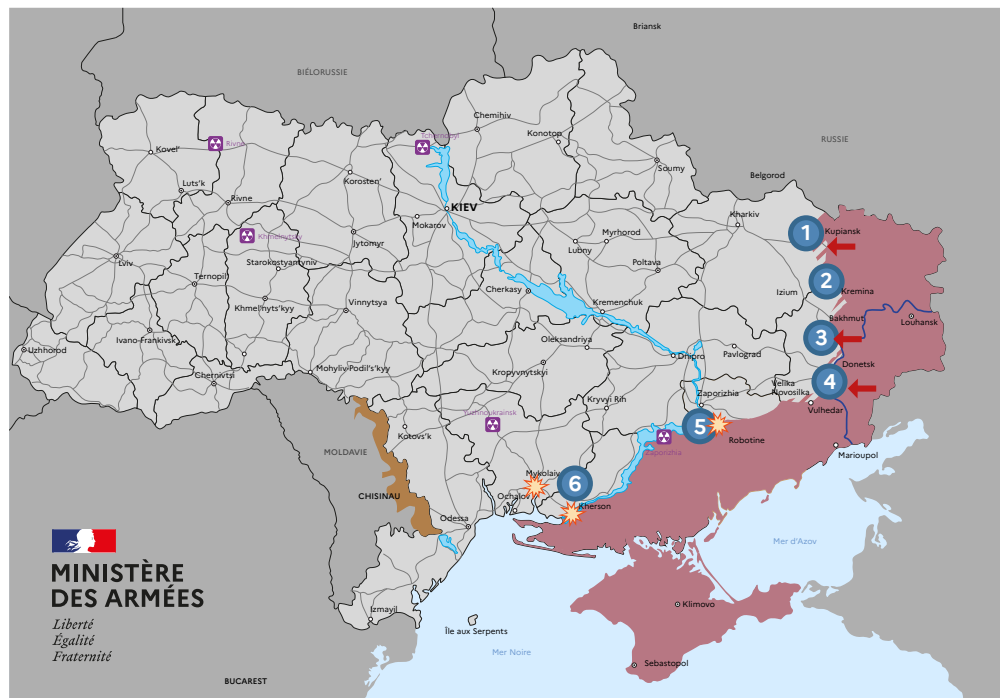 Briansk
BIÉLORUSSIE
Chemihiv
Konotop
Tchernobyl
RUSSIE
Rivne
Kovel'
Soumy
Belgorod
Korosten'
Luts'k
Rivne
KIEV
Kharkiv
Mokarov
1
Kupiansk
Khmelnytsky
Jytomyr
Lubny
Myrhorod
Lviv
Starokostyamtyniv
Poltava
Ternopil
2
Cherkasy
Izium
Kremina
Khmel'nyts'kyy
Vinnytsya
Kremenchuk
Bakhmut
Louhansk
Ivano-Frankivsk
3
Uzhhorod
Oleksandriya
Pavlograd
Dnipro
Mohyliv-Podil's'kyy
Kropyvnytskyi
Donetsk
Chernivtsi
4
Velika
Novosilka
Zaporizhia
Kryvyi Rih
Vulhedar
Yuzhnoukrainsk
5
Kotovs'k
Robotine
MOLDAVIE
Zaporizhia
Marioupol
Mykolaiv
6
CHISINAU
Ochakov
Kherson
Odessa
Mer d'Azov
MINISTÈRE
DES ARMÉES
Liberté
Égalité
Fraternité
Klimovo
Izmayil
Île aux Serpents
Mer Noire
Sebastopol
BUCAREST